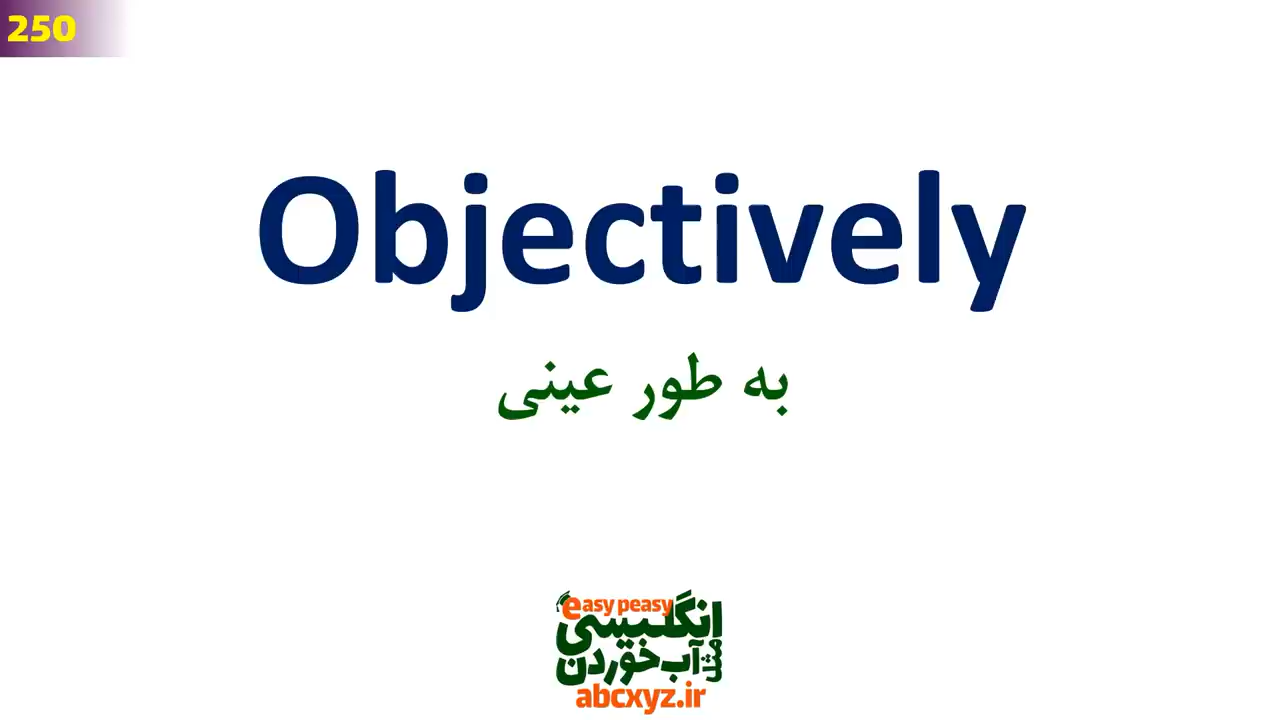 250
Objectively
به طور عینی
easy peasy
انگلیسی
مثل آب خوردن
abcxyz.ir